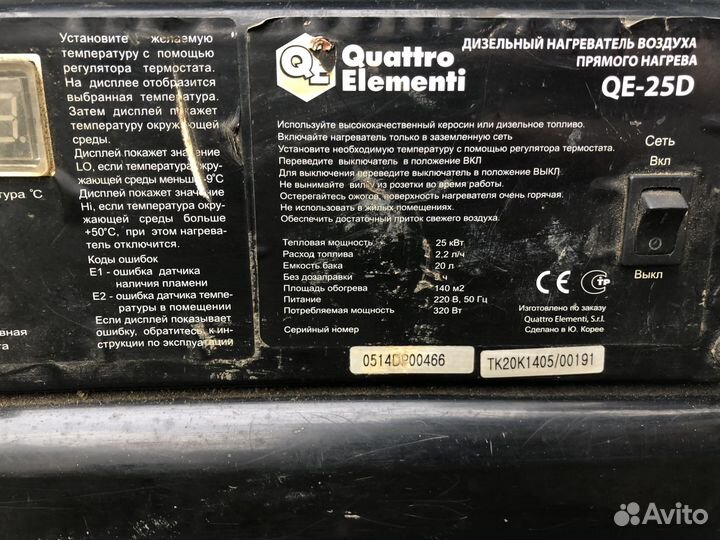 Установите желаемую
температуру с помощью
регулятора термостата.
На дисплее отобразится
выбранная температура.
Затем дисплей покажет
температуру окружающей
среды.
Дисплей покажет значение
LO, если температура окру-
жающей среды меньше -9°C
Дисплей покажет значение
Hi, если температура окру-
жающей среды больше
+50°C, при этом нагрева-
тель отключится.
Коды ошибок
E1 - ошибка датчика
наличия пламени
E2 - ошибка датчика темпе-
ратуры в помещении
Если дисплей показывает
ошибку, обратитесь к ин-
струкции по эксплуатации
тура °C
вная
та
QE
Quattro
Elementi
ДИЗЕЛЬНЫЙ НАГРЕВАТЕЛЬ ВОЗДУХА
ПРЯМОГО НАГРЕВА
QE-25D
Используйте высококачественный керосин или дизельное топливо.
Включайте нагреватель только в заземленную сеть
Установите необходимую температуру с помощью регулятора термостата.
Переведите выключатель в положение ВКЛ
Для выключения переведите выключатель в положение ВЫКЛ
Не вынимайте вилку из розетки во время работы.
Остерегайтесь ожогов, поверхность нагревателя очень горячая.
Не использовать в жилых помещениях.
Обеспечить достаточный приток свежего воздуха.
Тепловая мощность 25 кВт
Расход топлива 2,2 л/ч
Емкость бака 20 л
Без дозаправки 9 ч
Площадь обогрева 140 м2
Питание 220 В, 50 Гц
Потребляемая мощность 320 Вт
Серийный номер
0514DP00466
TK20K1405/00191
Сеть
Вкл
Выкл
CE
ТР
Изготовлено по заказу
Quattro Elementi, S.r.l.
Сделано в Ю. Корее
Avito